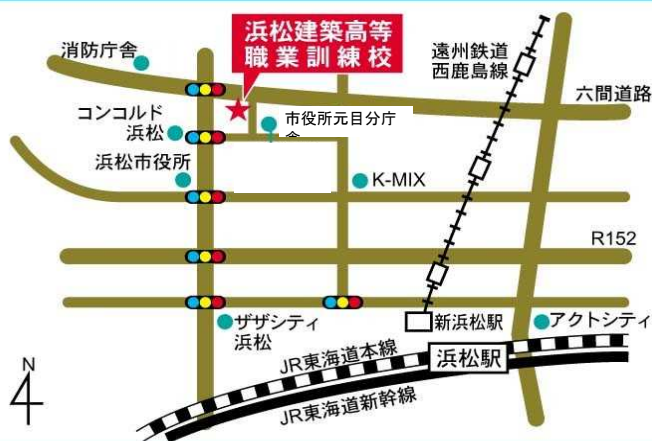 浜松建築高等
職業訓練校
消防庁舎
遠州鉄道
西鹿島線
六間道路
コンコルド
浜松
市役所元目分庁
舎
浜松市役所
K-MIX
R152
ザザシティ
浜松
新浜松駅
アクトシティ
JR東海道本線
浜松駅
JR東海道新幹線
N